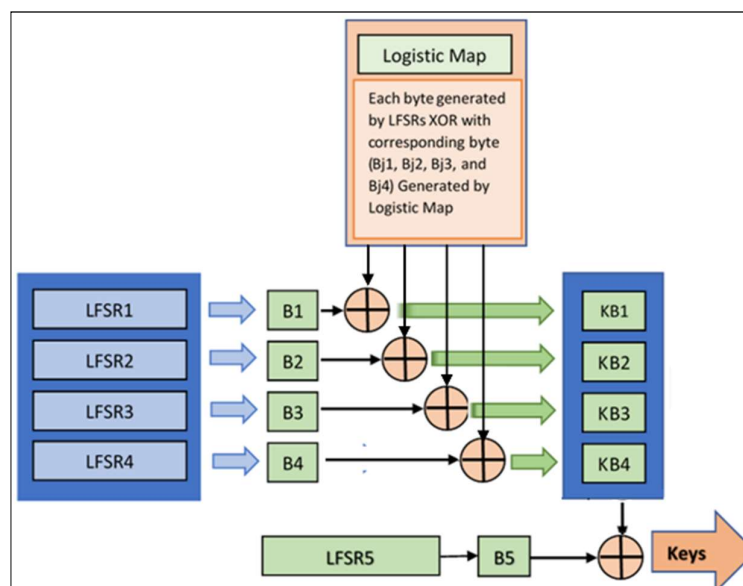 Logistic Map
Each byte generated
by LFSRs XOR with
corresponding byte
(Bj1, Bj2, Bj3, and
Bj4) Generated by
Logistic Map
LFSR1
B1
KB1
LFSR2
B2
KB2
LFSR3
B3
KB3
LFSR4
B4
KB4
LFSR5
B5
Keys